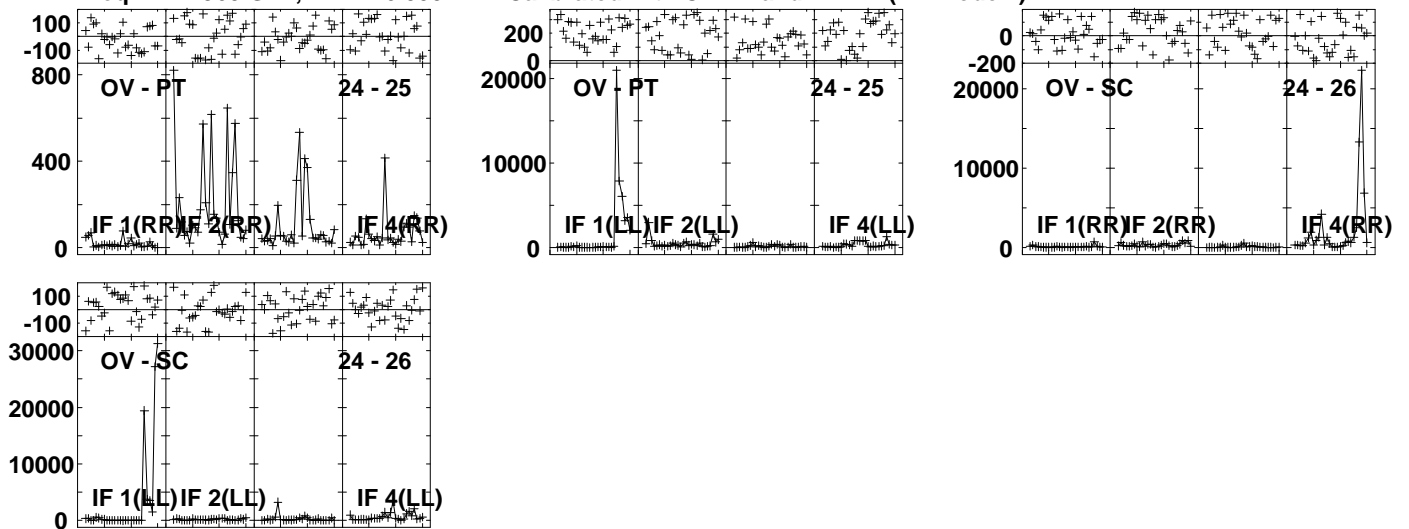 100
-100
800
400
0
OV - PT
24 - 25
IF 1(RR)
IF 2(RR)
IF 4(RR)
200
0
20000
10000
0
OV - PT
24 - 25
IF 1(LL)
IF 2(LL)
IF 4(LL)
0
-200
20000
10000
0
OV - SC
24 - 26
IF 1(RR)
IF 2(RR)
IF 4(RR)
100
-100
30000
20000
10000
0
OV - SC
24 - 26
IF 1(LL)
IF 2(LL)
IF 4(LL)